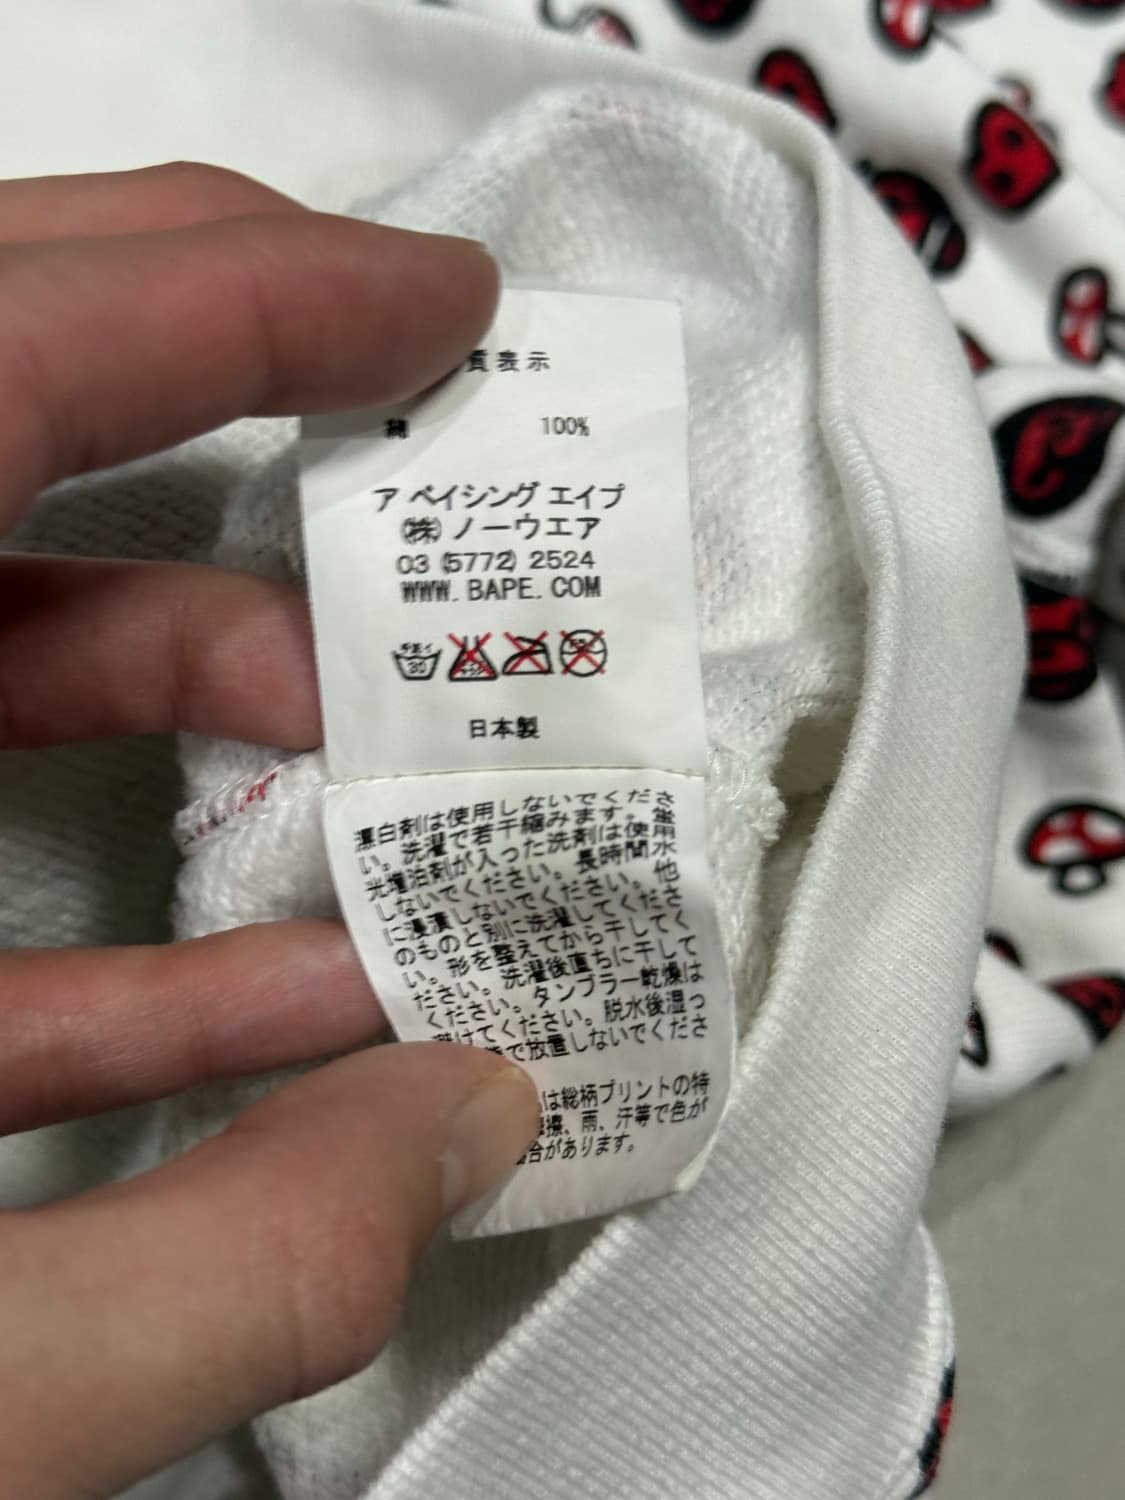 質表示
綿 100%
ア ベイシング エイプ
㈱ ノーウエア
03 (5772) 2524
WWW. BAPE. COM
手洗イ
30
日本製
漂白剤は使用しないでくださ
い。洗濯で若干縮みます。蛍
光増泊剤が入った洗剤は使用
しないでください。長時間水
に浸漬しないでください。他
のものと別に洗濯してくださ
い。形を整えてから干してく
ださい。洗濯後直ちに干して
ください。タンブラー乾燥は
避けてください。脱水後湿っ
で放置しないでくださ
は総柄プリントの特
擦、雨、汗等で色が
合があります。